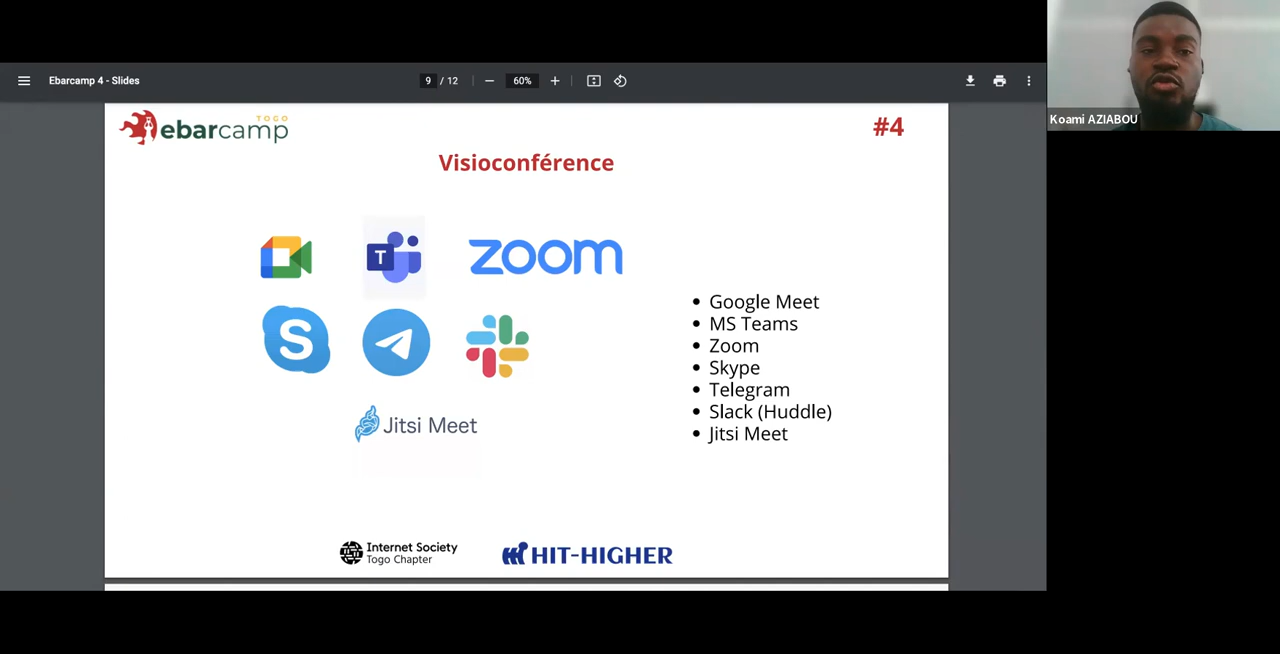 Ebarcamp 4 - Slides
9 / 12
60%
Koami AZIABOU
TOGO
ebarcamp
#4
Visioconférence
T
zoom
S
Jitsi Meet
Google Meet
MS Teams
Zoom
Skype
Telegram
Slack (Huddle)
Jitsi Meet
Internet Society
Togo Chapter
HIT-HIGHER